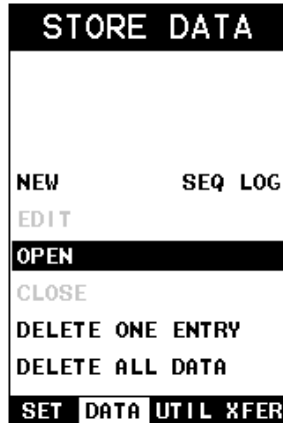 STORE DATA
NEW SEQ LOG
EDIT
OPEN
CLOSE
DELETE ONE ENTRY
DELETE ALL DATA
SET DATA UTIL XFER